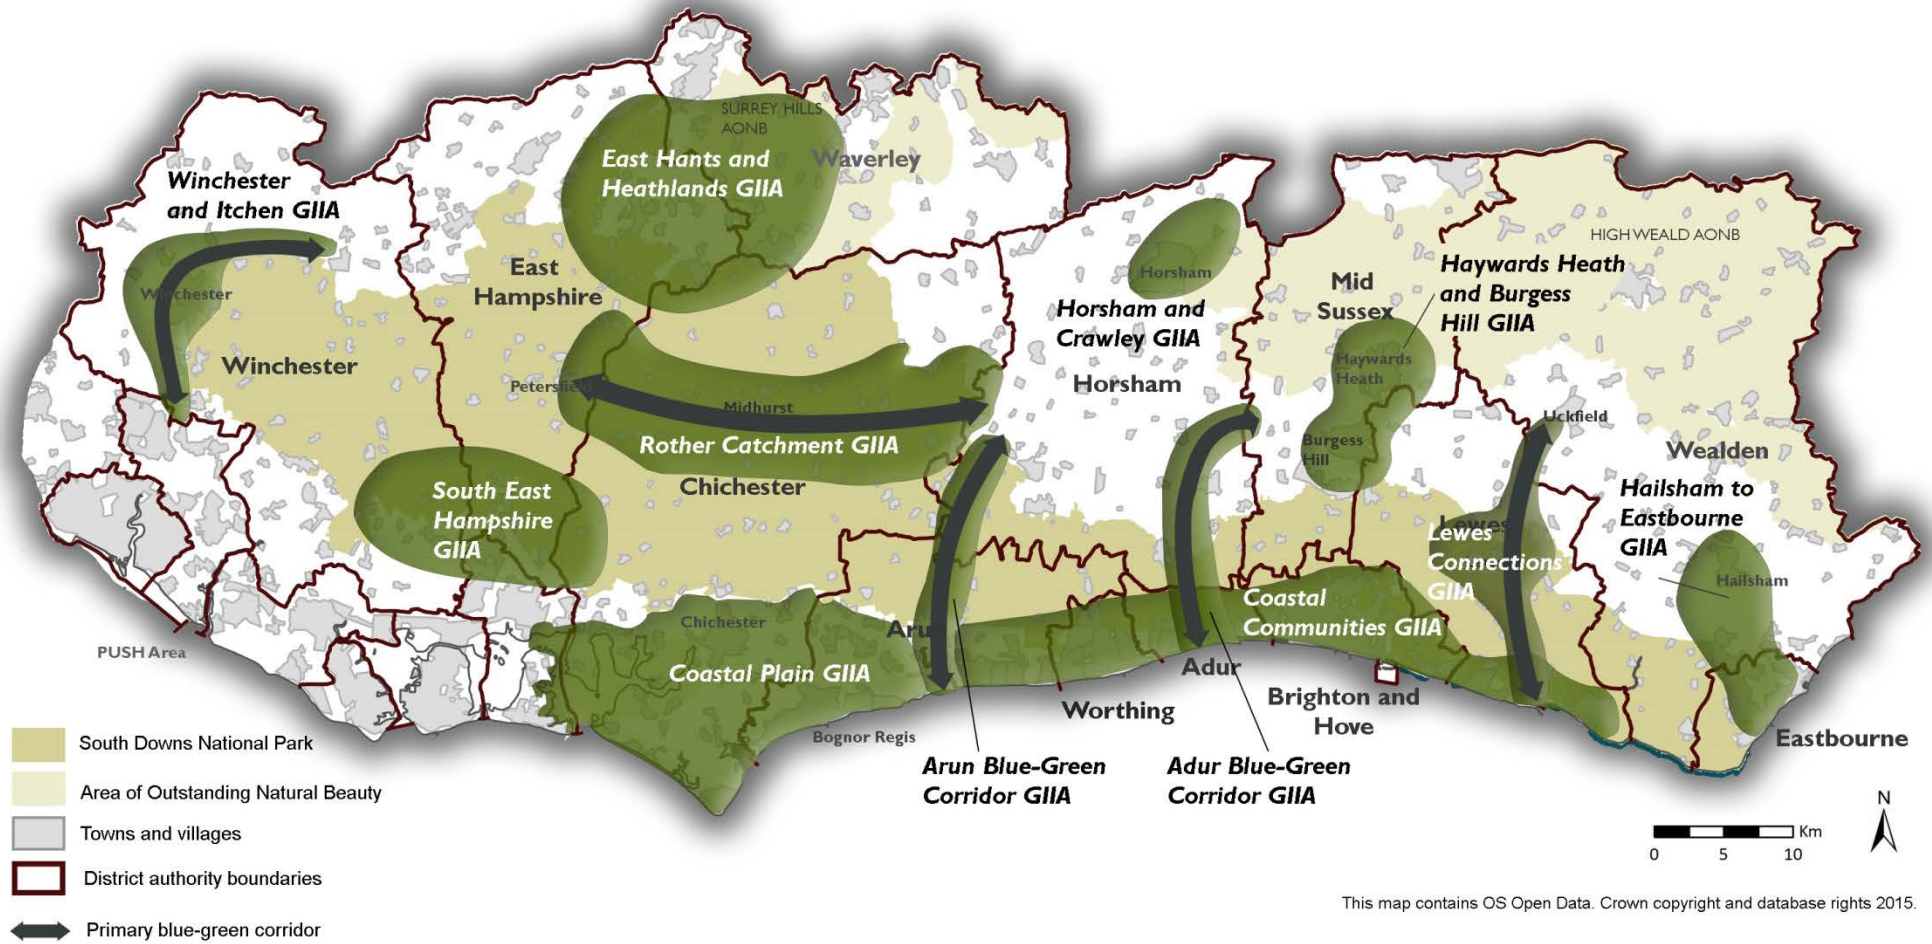 SURREY HILLS
AONB
East Hants and
Heathlands GIIA
Waverley
Winchester
and Itchen GIIA
Winchester
East
Hampshire
Winchester
Petersfield
Midhurst
Rother Catchment GIIA
Chichester
South East
Hampshire
GIIA
Horsham
Horsham and
Crawley GIIA
Horsham
Mid
Sussex
HIGH WEALD AONB
Haywards Heath
and Burgess
Hill GIIA
Haywards
Heath
Burgess
Hill
Uckfield
Wealden
Hailsham to
Eastbourne
GIIA
Hailsham
Lewes
Lewes
Connections
GIIA
Coastal
Communities GIIA
Chichester
Coastal Plain GIIA
Arun
PUSH Area
Adur
Worthing
Brighton and
Hove
Bognor Regis
Eastbourne
Arun Blue-Green
Corridor GIIA
Adur Blue-Green
Corridor GIIA
South Downs National Park
Area of Outstanding Natural Beauty
Towns and villages
District authority boundaries
Primary blue-green corridor
N
Km
0 5 10
This map contains OS Open Data. Crown copyright and database rights 2015.